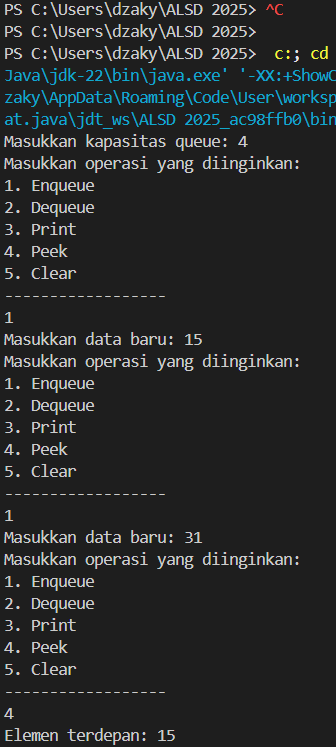 PS C:\Users\dzaky\ALSD 2025> ^C
PS C:\Users\dzaky\ALSD 2025>
PS C:\Users\dzaky\ALSD 2025>  c:; cd
Java\jdk-22\bin\java.exe' '-XX:+ShowC
zaky\AppData\Roaming\Code\User\worksp
at.java\jdt_ws\ALSD 2025_ac98ffb0\bin
Masukkan kapasitas queue: 4
Masukkan operasi yang diinginkan:
1. Enqueue
2. Dequeue
3. Print
4. Peek
5. Clear
------------------
1
Masukkan data baru: 15
Masukkan operasi yang diinginkan:
1. Enqueue
2. Dequeue
3. Print
4. Peek
5. Clear
------------------
1
Masukkan data baru: 31
Masukkan operasi yang diinginkan:
1. Enqueue
2. Dequeue
3. Print
4. Peek
5. Clear
------------------
4
Elemen terdepan: 15